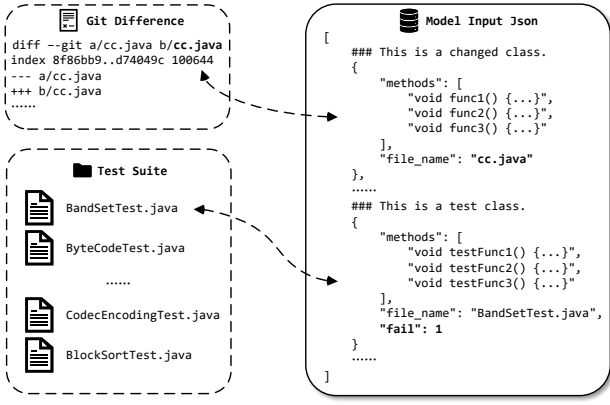 Git Difference
diff --git a/cc.java b/cc.java
index 8f86bb9..d74049c 100644
--- a/cc.java
+++ b/cc.java
......
Test Suite
BandSetTest.java
ByteCodeTest.java
......
CodecEncodingTest.java
BlockSortTest.java
Model Input Json
[
### This is a changed class.
{
"methods": [
"void func1() {...}",
"void func2() {...}",
"void func3() {...}"
],
"file_name": "cc.java"
},
......
### This is a test class.
{
"methods": [
"void testFunc1() {...}",
"void testFunc2() {...}",
"void testFunc3() {...}"
],
"file_name": "BandSetTest.java",
"fail": 1
}
......
]